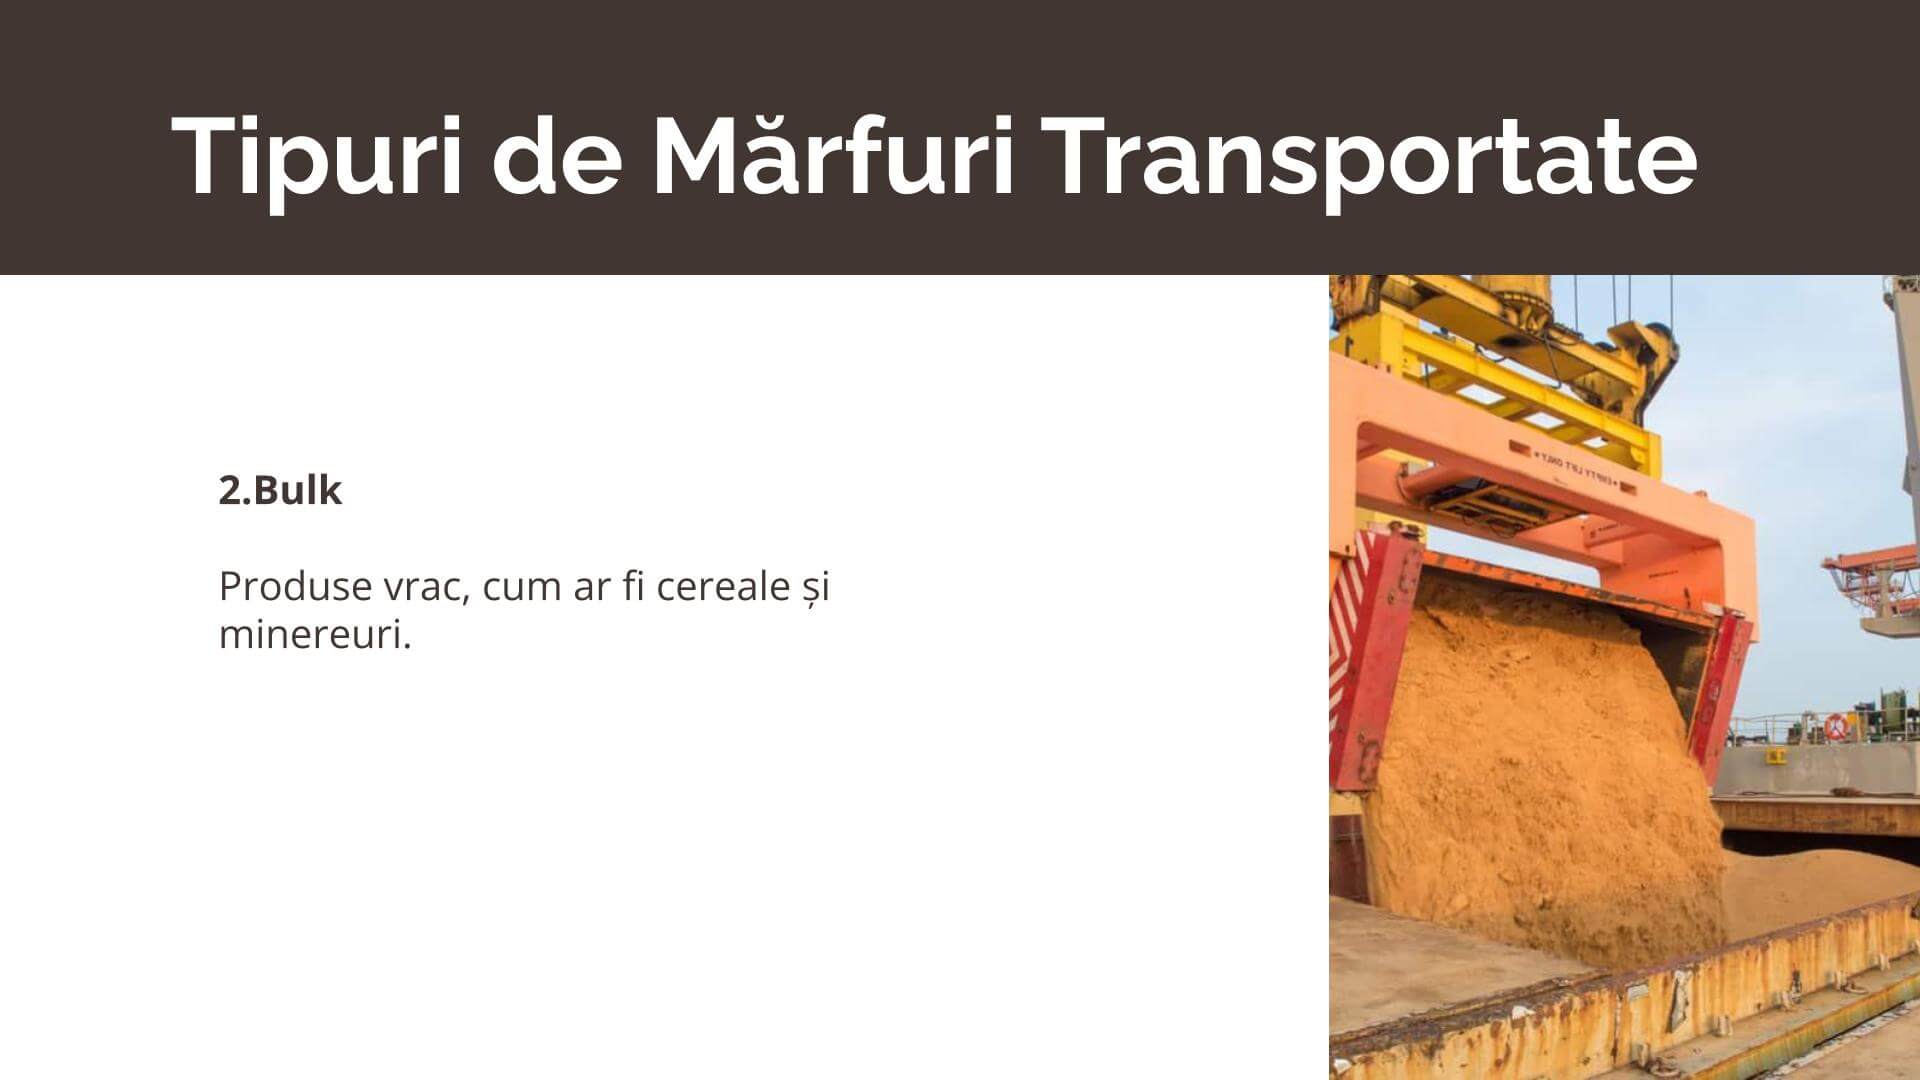 Tipuri de Mărfuri Transportate
2.Bulk
Produse vrac, cum ar fi cereale și
minereuri.
EMPTY LIFT ONLY